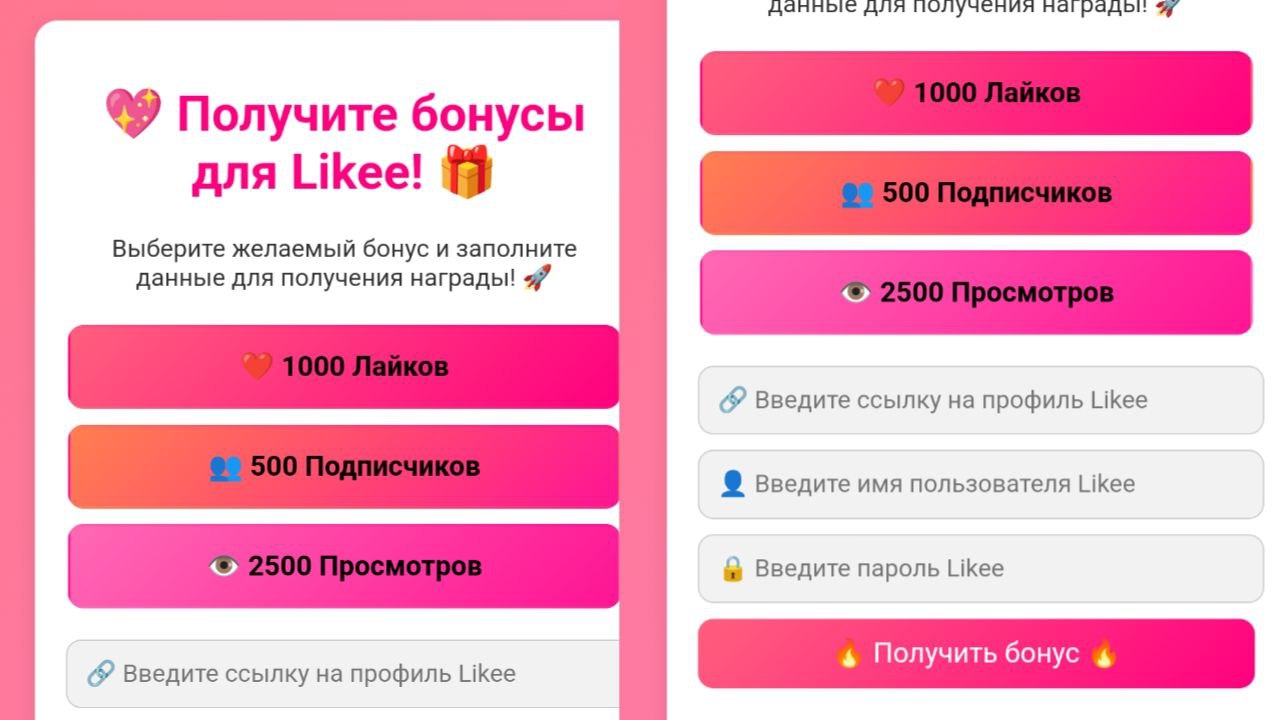 💖 Получите бонусы
для Likee! 🎁
Выберите желаемый бонус и заполните
данные для получения награды! 🚀
❤️ 1000 Лайков
👥 500 Подписчиков
👁️ 2500 Просмотров
🔗 Введите ссылку на профиль Likee
данные для получения награды! 🚀
❤️ 1000 Лайков
👥 500 Подписчиков
👁️ 2500 Просмотров
🔗 Введите ссылку на профиль Likee
👤 Введите имя пользователя Likee
🔒 Введите пароль Likee
🔥 Получить бонус 🔥